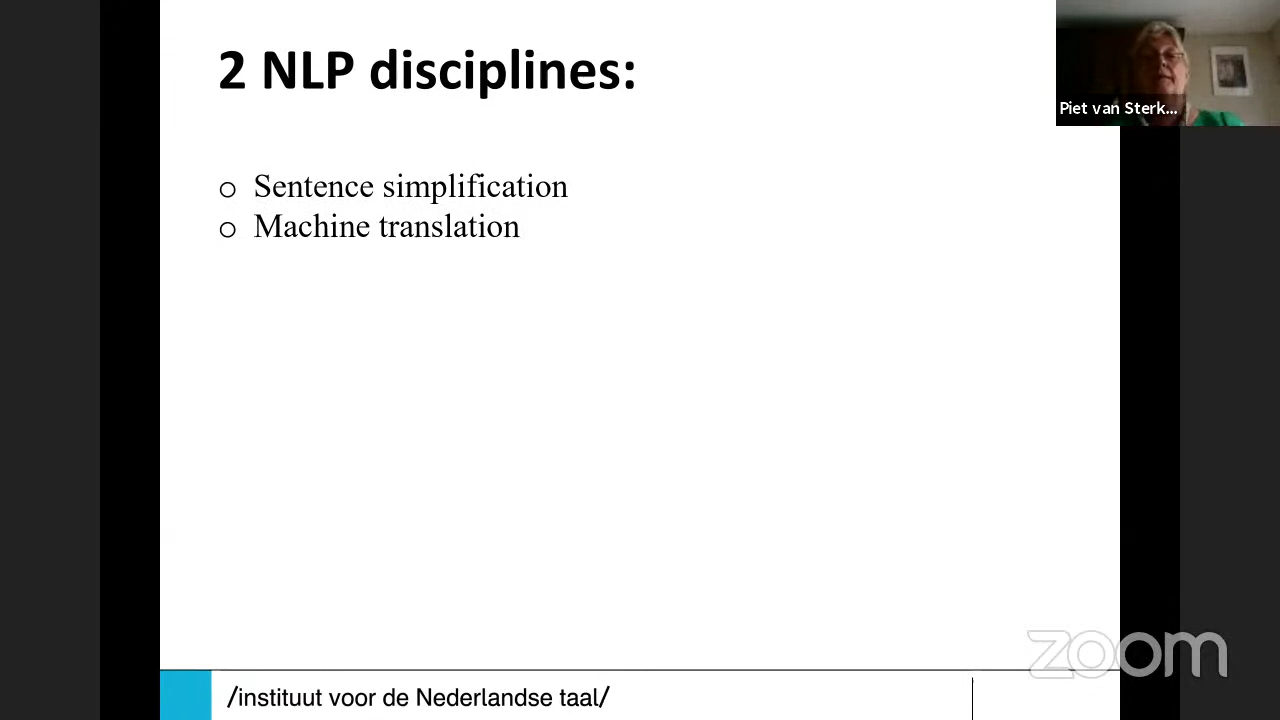 2 NLP disciplines:
Piet van Sterk...
o Sentence simplification
o Machine translation
zoom
/instituut voor de Nederlandse taal/